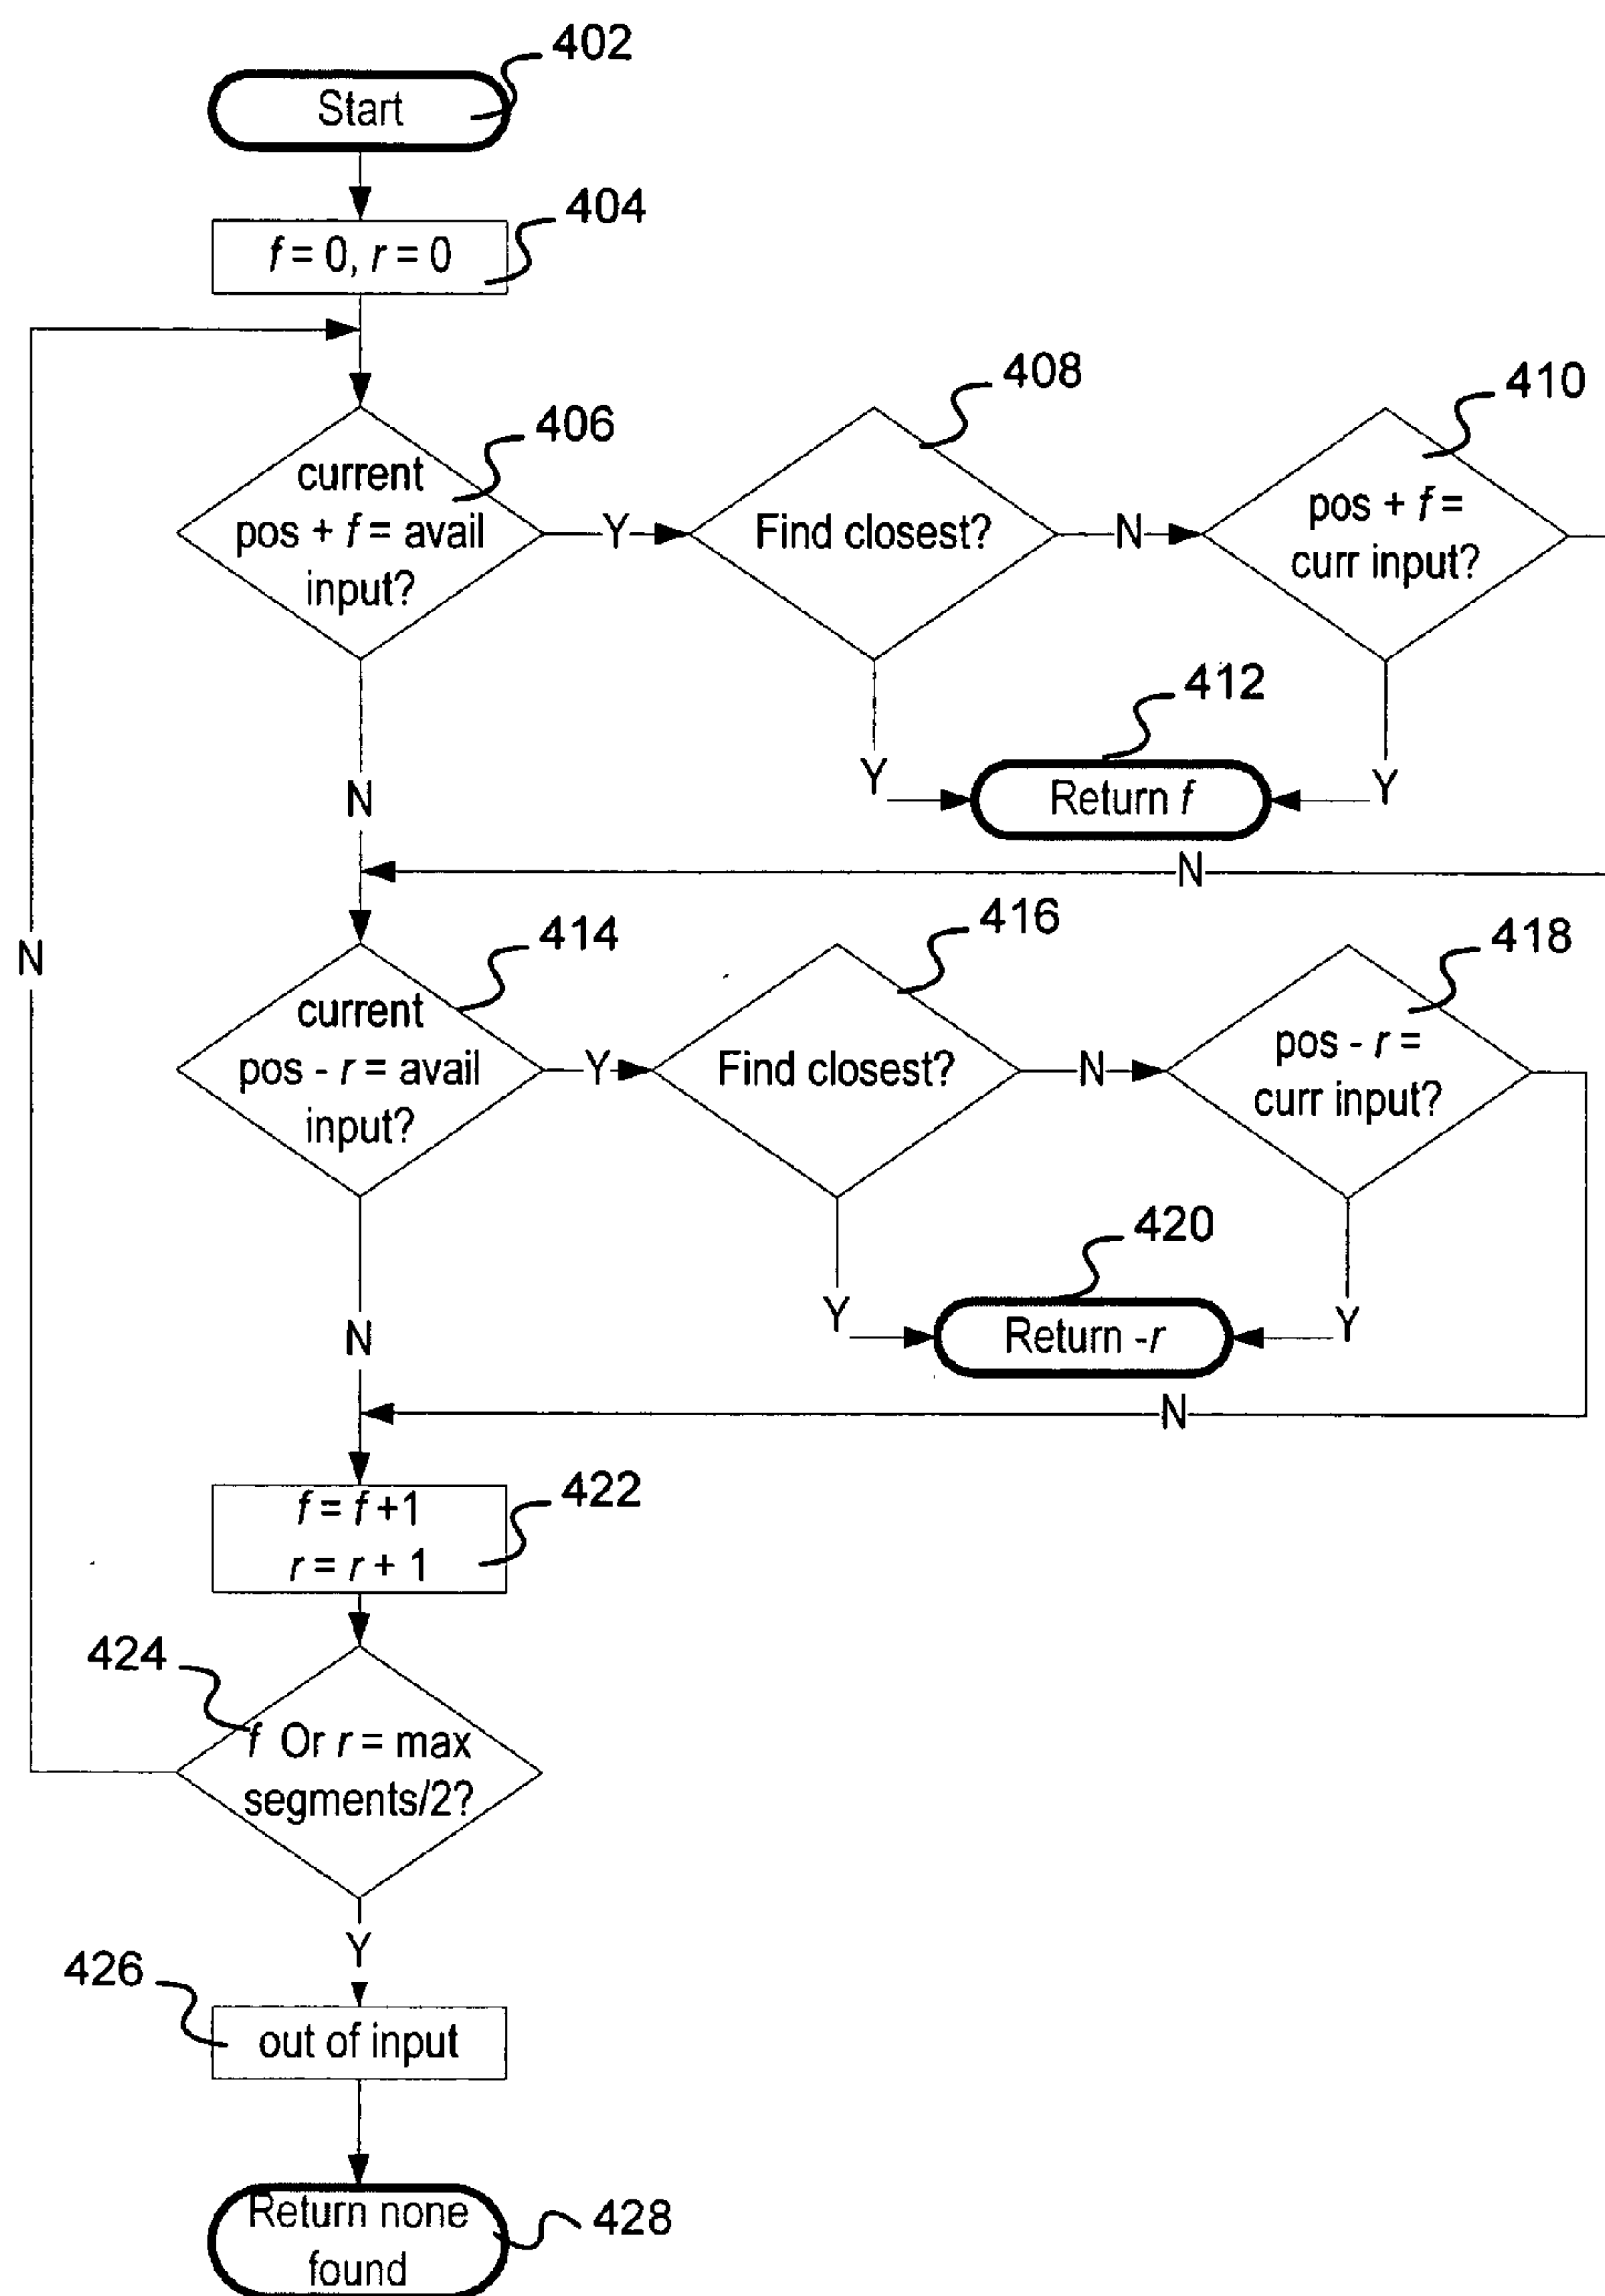 402
Start
404
f = 0, r = 0
406
current
pos + f = avail
input?
Y
408
Find closest?
N
410
pos + f =
curr input?
Y
412
Return f
Y
N
N
N
414
current
pos - r = avail
input?
Y
416
Find closest?
N
418
pos - r =
curr input?
Y
420
Return -r
Y
N
N
422
f = f +1
r = r + 1
424
f Or r = max
segments/2?
Y
426
out of input
Return none
found
428